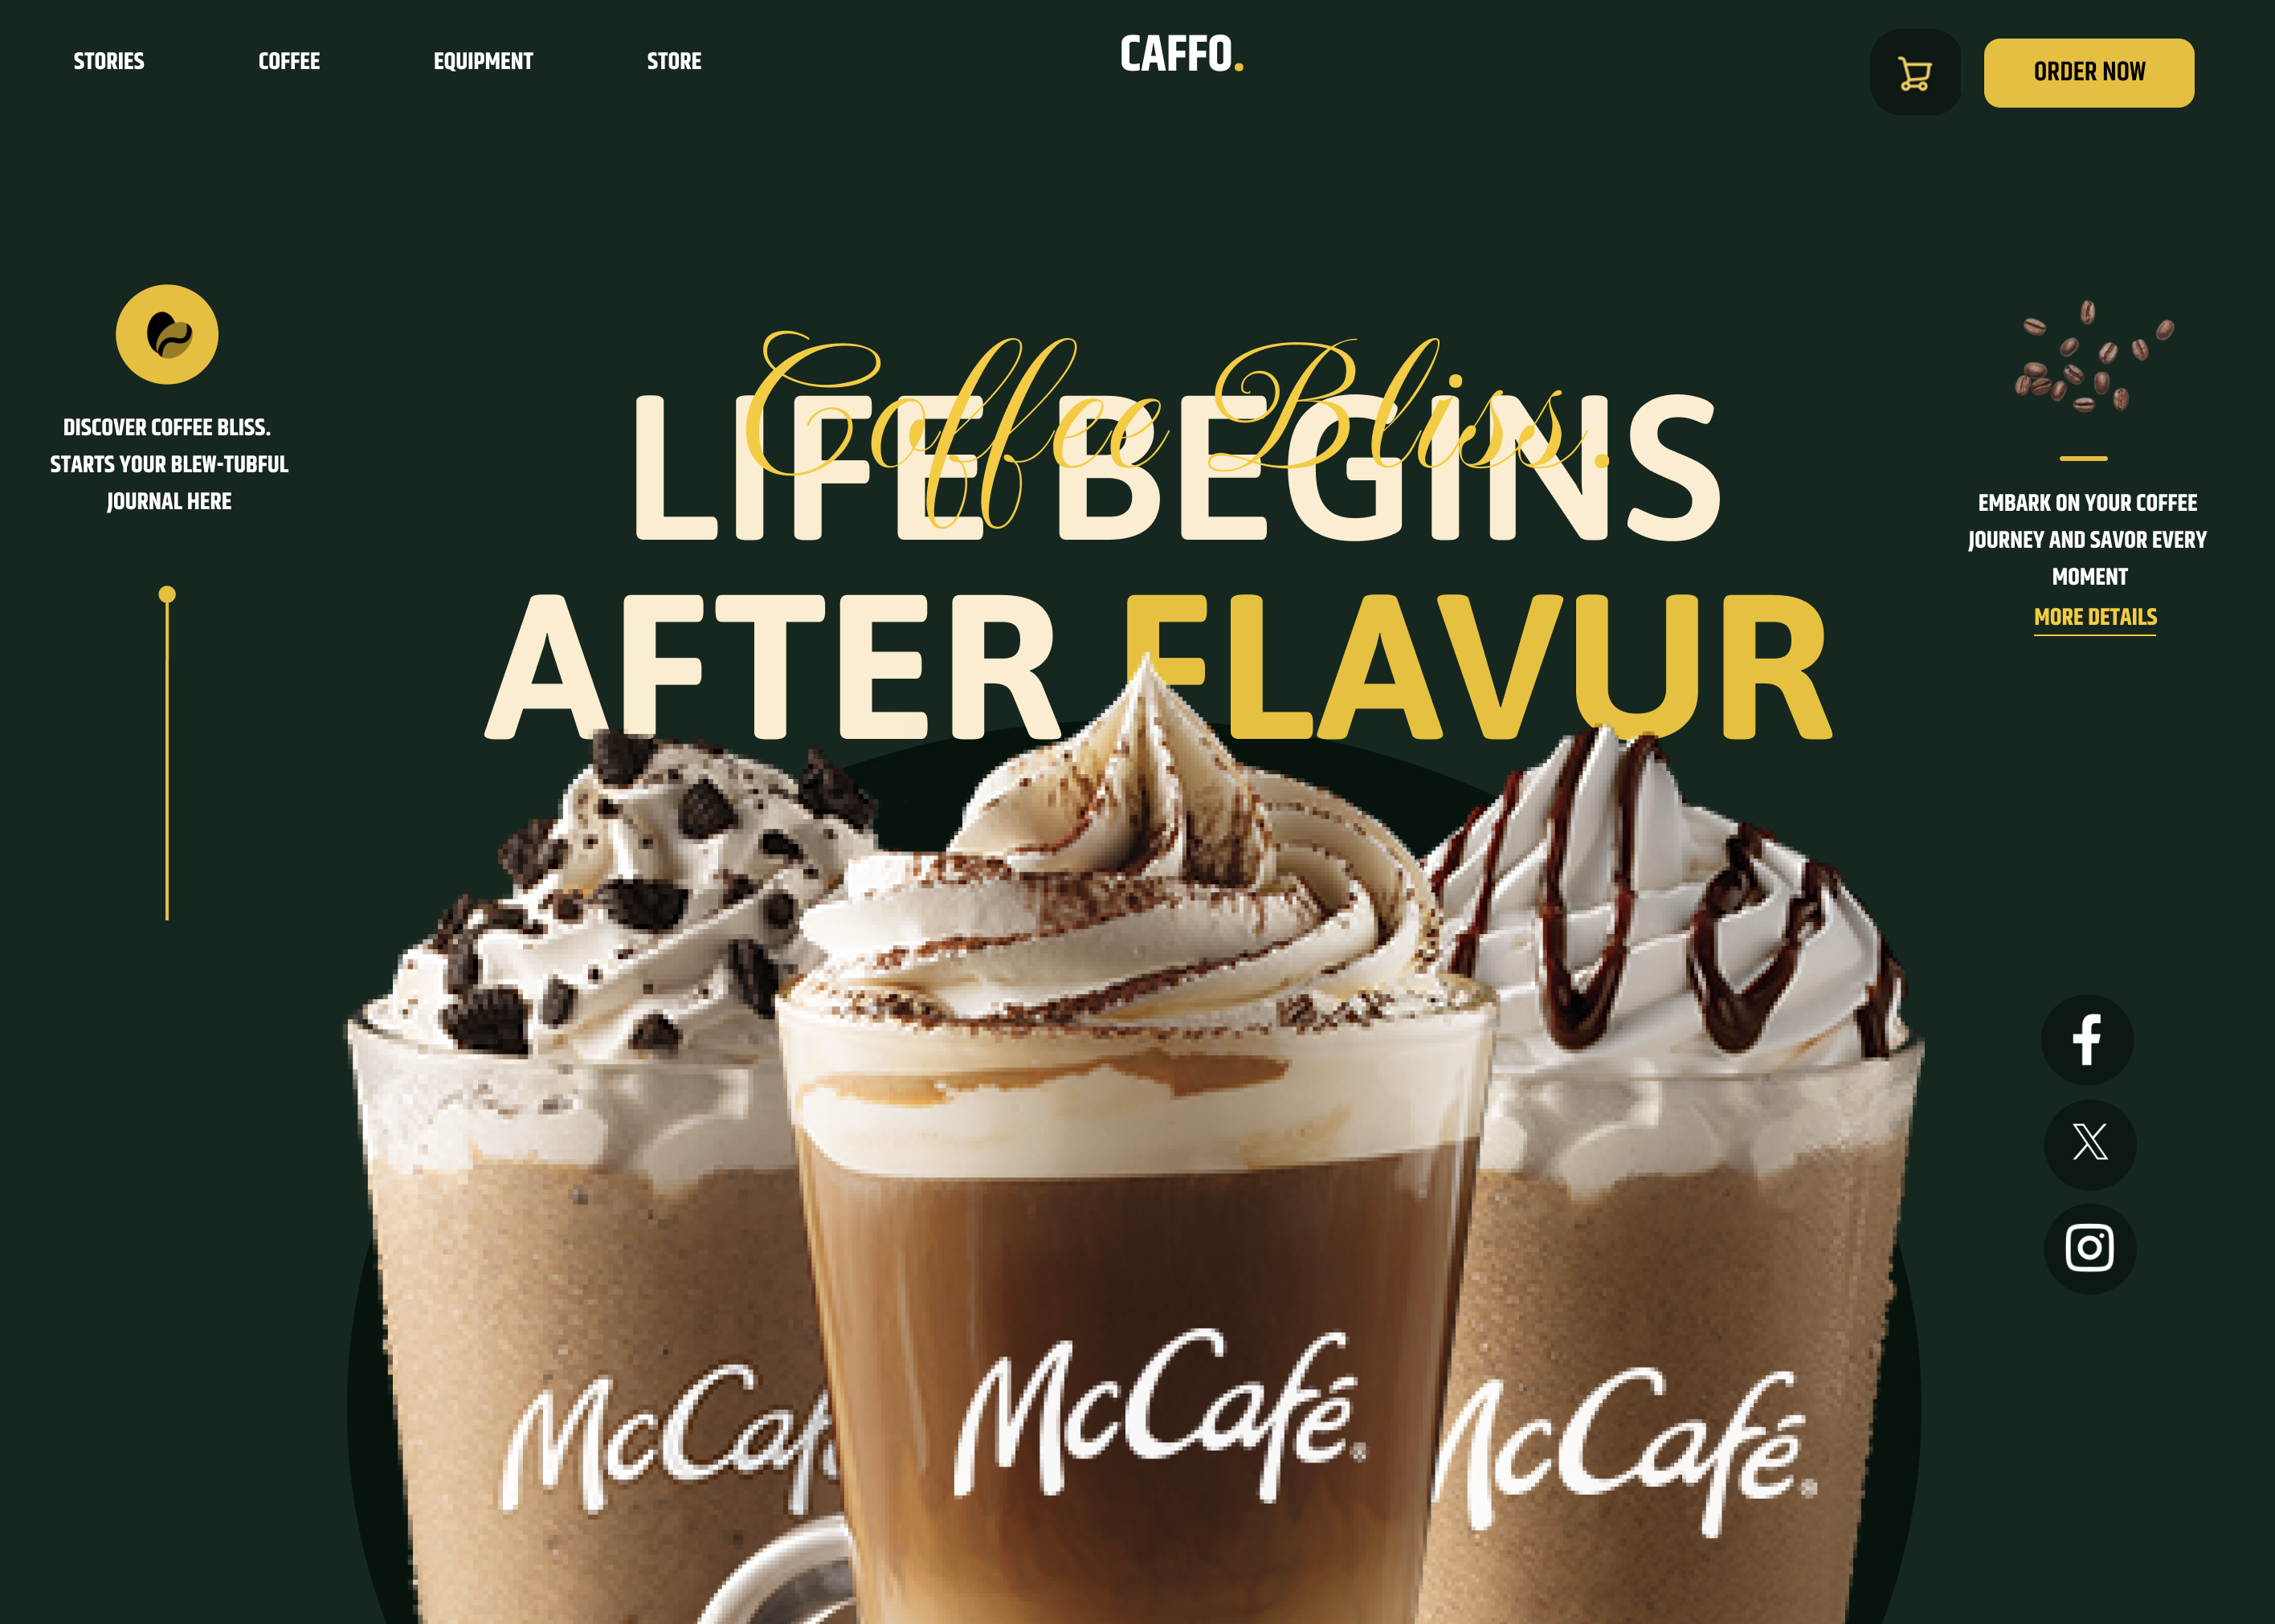 STORIES
COFFEE
EQUIPMENT
STORE
CAFFO.
ORDER NOW
DISCOVER COFFEE BLISS.
STARTS YOUR BLEW-TUBFUL
JOURNAL HERE
Coffee Bliss.
LIFE BEGINS
AFTER FLAVUR
EMBARK ON YOUR COFFEE
JOURNEY AND SAVOR EVERY
MOMENT
MORE DETAILS
McCaf
McCafé®
McCafé®